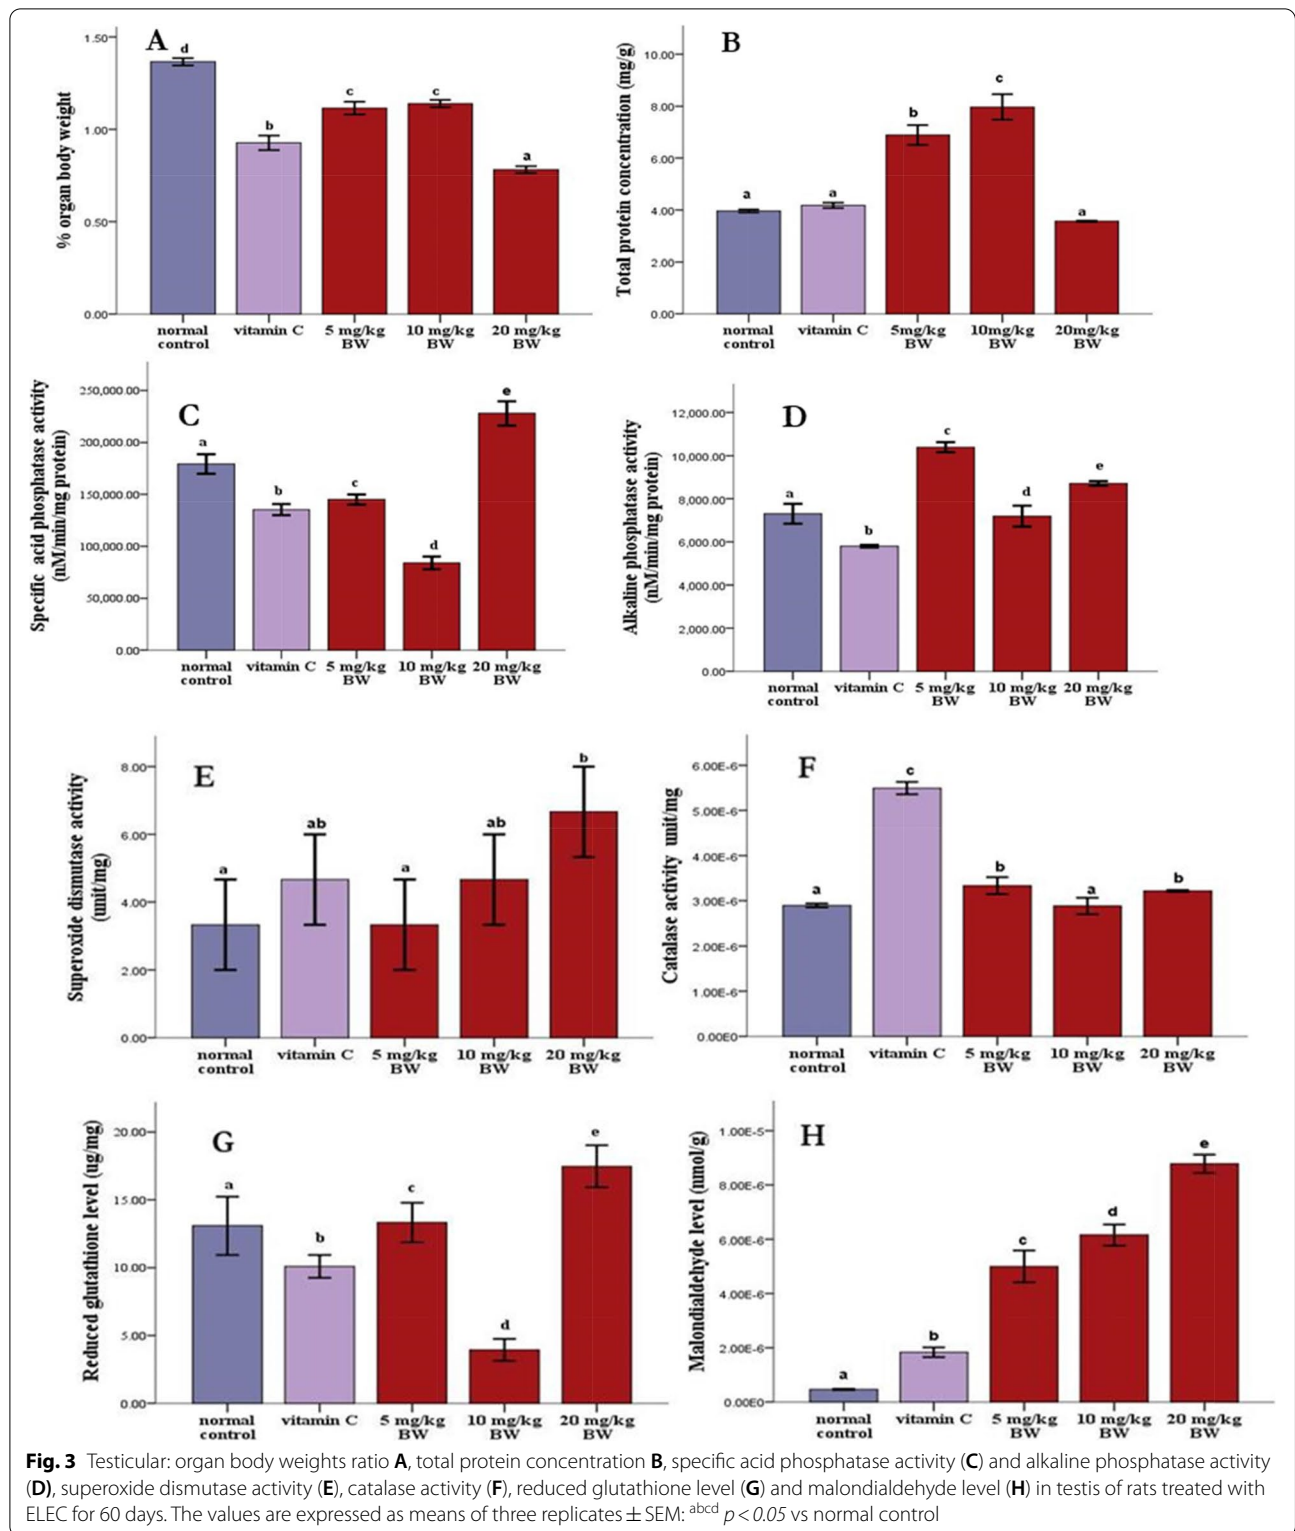 A
% organ body weight
1.50
1.00
0.50
0.00
d
b
c
c
a
normal control
vitamin C
5 mg/kg BW
10 mg/kg BW
20 mg/kg BW
B
Total protein concentration (mg/g)
10.00
8.00
6.00
4.00
2.00
0.00
a
a
b
c
a
normal control
vitamin C
5mg/kg BW
10mg/kg BW
20mg/kg BW
C
Specific acid phosphatase activity
(nM/min/mg protein)
250,000.00
200,000.00
150,000.00
100,000.00
50,000.00
0.00
a
b
c
d
e
normal control
vitamin C
5 mg/kg BW
10 mg/kg BW
20 mg/kg BW
D
Alkaline phosphatase activity
(nM/min/mg protein)
12,000.00
10,000.00
8,000.00
6,000.00
4,000.00
2,000.00
0.00
a
b
c
d
e
normal control
vitamin C
5 mg/kg BW
10 mg/kg BW
20 mg/kg BW
E
Superoxide dismutase activity
(unit/mg)
8.00
6.00
4.00
2.00
0.00
a
ab
a
ab
b
normal control
vitamin C
5 mg/kg BW
10 mg/kg BW
20 mg/kg BW
F
Catalase activity unit/mg
6.00E-6
5.00E-6
4.00E-6
3.00E-6
2.00E-6
1.00E-6
0.00E0
a
c
b
a
b
normal control
vitamin C
5 mg/kg BW
10 mg/kg BW
20 mg/kg BW
G
Reduced glutathione level (ug/mg)
20.00
15.00
10.00
5.00
0.00
a
b
c
d
e
normal control
vitamin C
5 mg/kg BW
10 mg/kg BW
20 mg/kg BW
H
Malondialdehyde level (nmol/g)
1.00E-5
8.00E-6
6.00E-6
4.00E-6
2.00E-6
0.00E0
a
b
c
d
e
normal control
vitamin C
5 mg/kg BW
10 mg/kg BW
20 mg/kg BW
Fig. 3 Testicular: organ body weights ratio A, total protein concentration B, specific acid phosphatase activity (C) and alkaline phosphatase activity
(D), superoxide dismutase activity (E), catalase activity (F), reduced glutathione level (G) and malondialdehyde level (H) in testis of rats treated with
ELEC for 60 days. The values are expressed as means of three replicates ± SEM: abcd p < 0.05 vs normal control